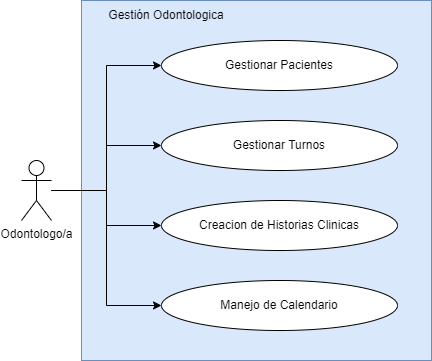 Gestión Odontologica
Gestionar Pacientes
Gestionar Turnos
Odontologo/a
Creacion de Historias Clinicas
Manejo de Calendario